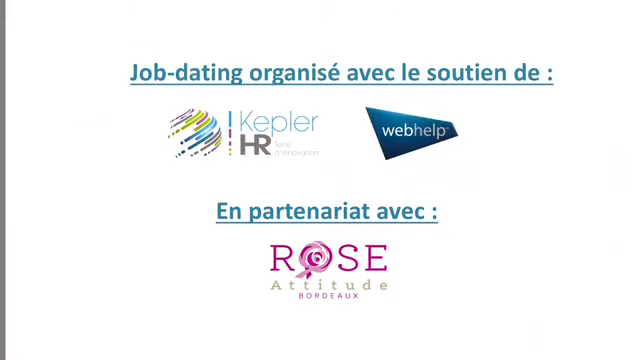 Job-dating organisé avec le soutien de :
Kepler
HR Terre d'innovation
webhelp
En partenariat avec :
ROSE
Attitude
BORDEAUX